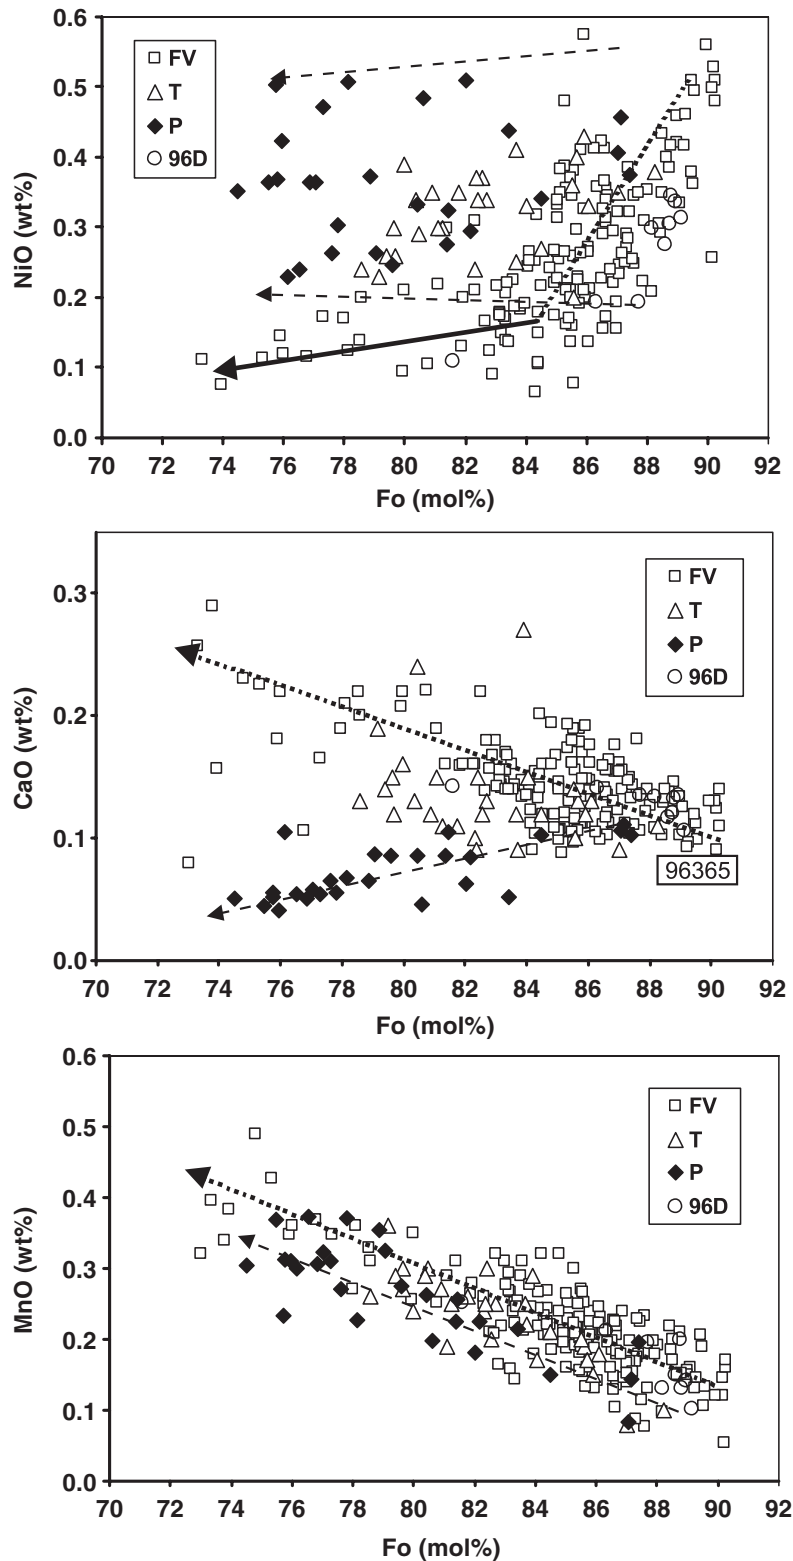 0.6
0.5
0.4
0.3
0.2
0.1
0.0
NiO (wt%)
FV
T
P
96D
70 72 74 76 78 80 82 84 86 88 90 92
Fo (mol%)
0.3
0.2
0.1
0.0
CaO (wt%)
FV
T
P
96D
96365
70 72 74 76 78 80 82 84 86 88 90 92
Fo (mol%)
0.6
0.5
0.4
0.3
0.2
0.1
0.0
MnO (wt%)
FV
T
P
96D
70 72 74 76 78 80 82 84 86 88 90 92
Fo (mol%)